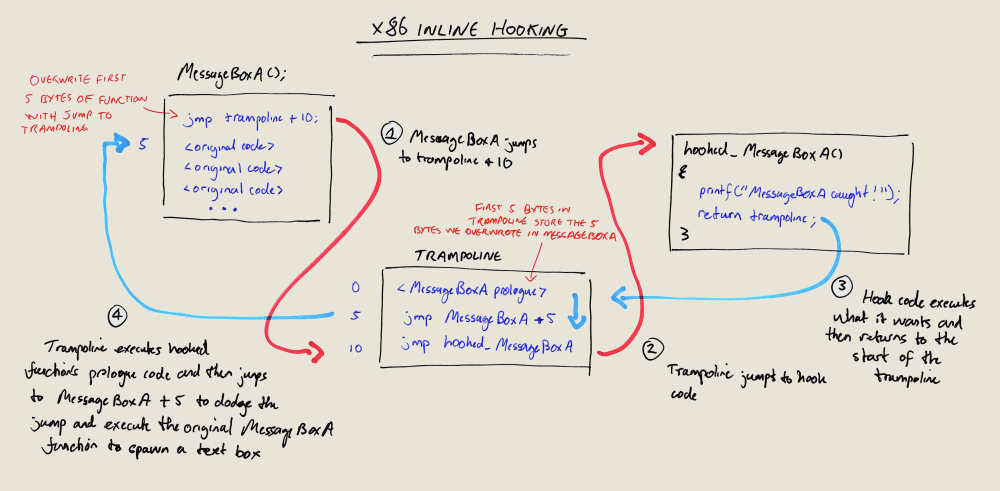 x86 INLINE HOOKING
MessageBoxA();
OVERWRITE FIRST
5 BYTES OF FUNCTION
WITH JUMP TO
TRAMPOLINE
jmp trampoline + 10;
5
<original code>
<original code>
<original code>
...
1
MessageBoxA jumps
to trampoline + 10
hooked_MessageBoxA()
{
printf("MessageBoxA caught!");
return trampoline;
}
FIRST 5 BYTES IN
TRAMPOLINE STORE THE 5
BYTES WE OVERWROTE IN MESSAGEBOXA
TRAMPOLINE
0
<MessageBoxA prologue>
5
jmp MessageBoxA + 5
10
jmp hooked_MessageBoxA
2
Trampoline jumps to hook
code
3
Hook code executes
what it wants and
then returns to the
start of the
trampoline
4
Trampoline executes hooked
function's prologue code and then jumps
to MessageBoxA + 5 to dodge the
jump and execute the original MessageBoxA
function to spawn a text box